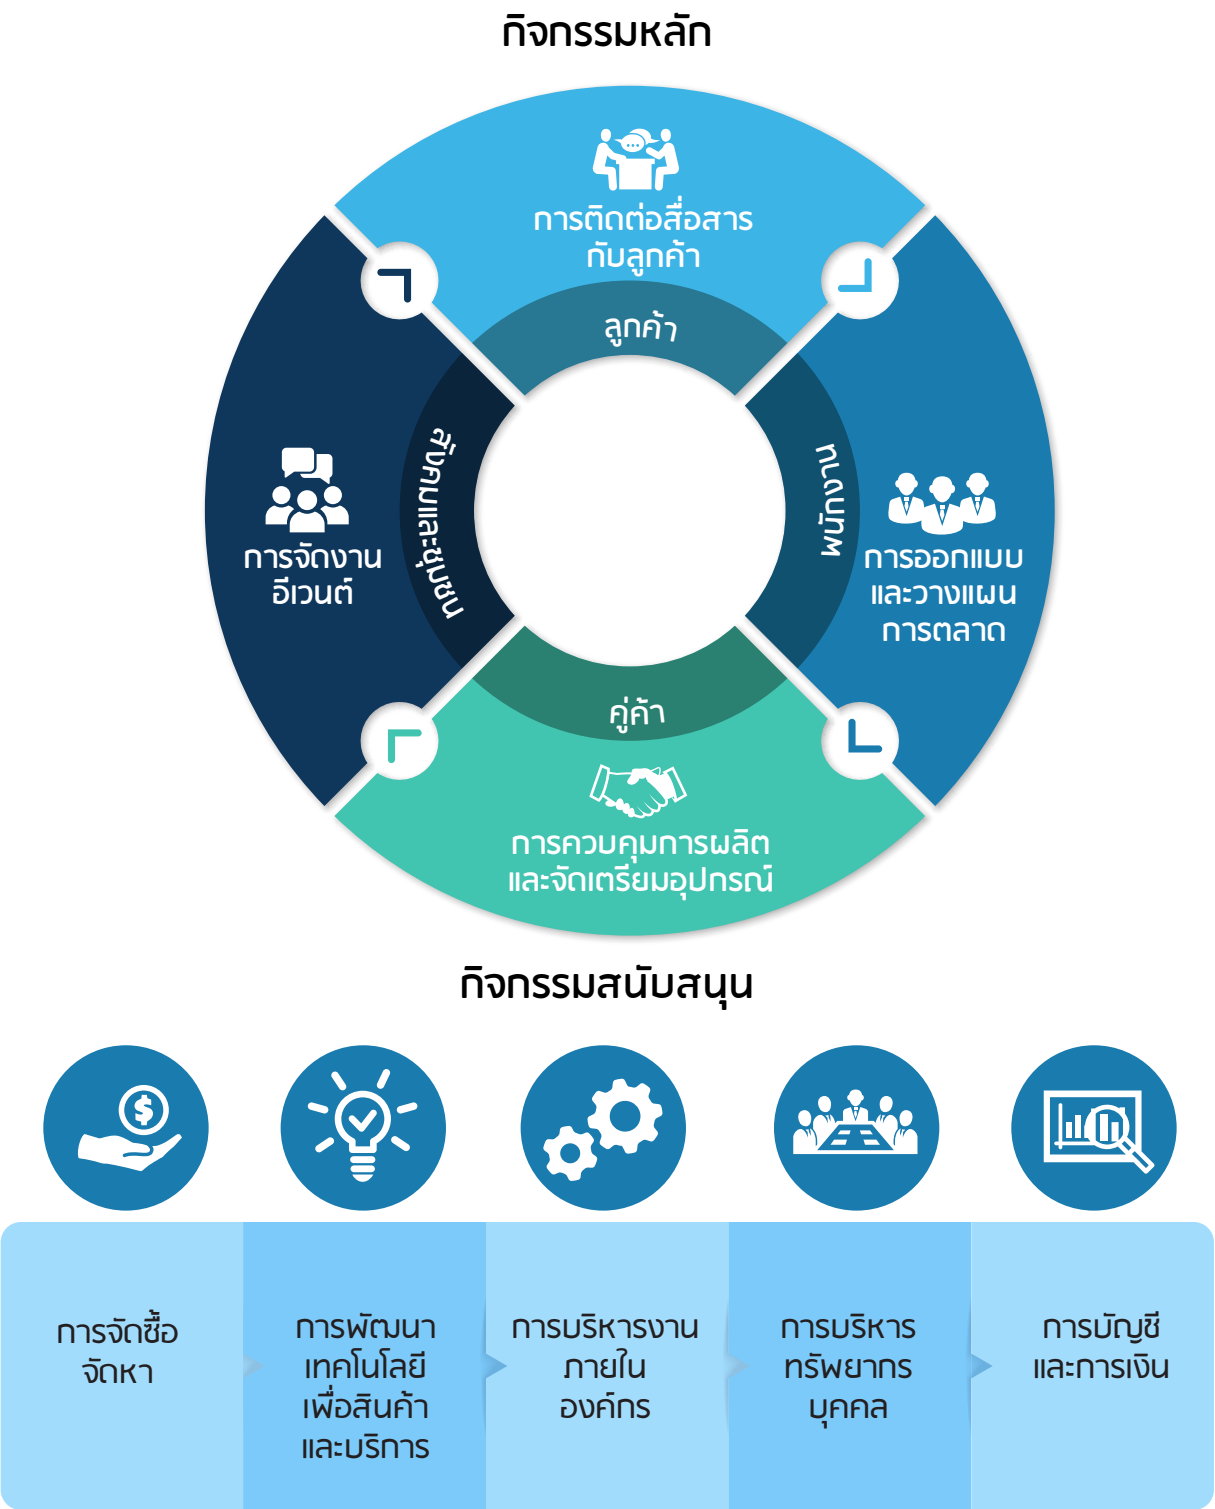 กิจกรรมหลัก
การติดต่อสื่อสาร
กับลูกค้า
ลูกค้า
พนักงาน
การออกแบบ
และวางแผน
การตลาด
คู่ค้า
การควบคุมการผลิต
และจัดเตรียมอุปกรณ์
สังคมและชุมชน
การจัดงาน
อีเวนต์
กิจกรรมสนับสนุน
การจัดซื้อ
จัดหา
การพัฒนา
เทคโนโลยี
เพื่อสินค้า
และบริการ
การบริหารงาน
ภายใน
องค์กร
การบริหาร
ทรัพยากร
บุคคล
การบัญชี
และการเงิน